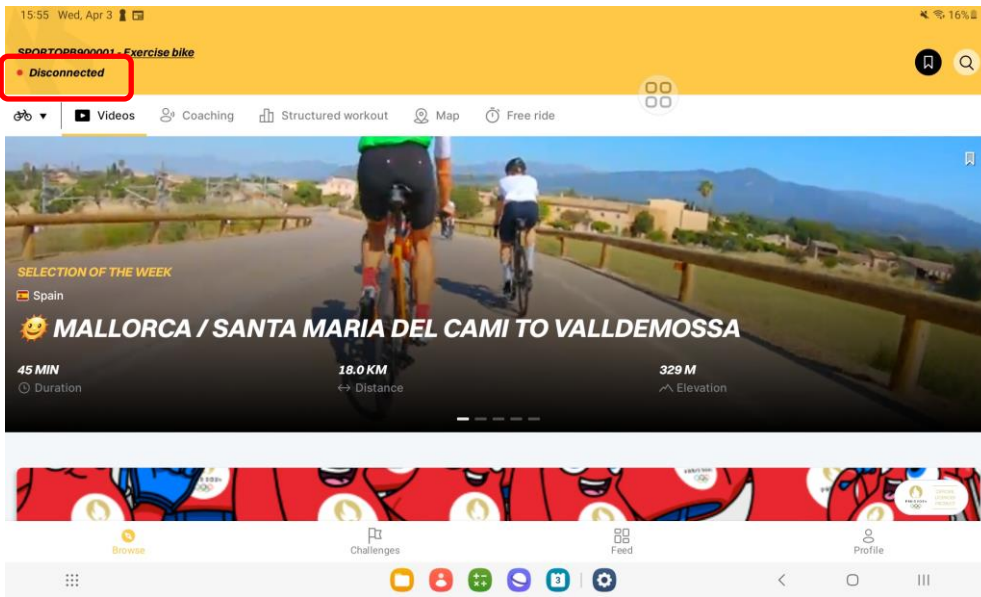 15:55 Wed, Apr 3
16%
SPORTOPB900001 - Exercise bike
Disconnected
Videos
Coaching
Structured workout
Map
Free ride
SELECTION OF THE WEEK
Spain
MALLORCA / SANTA MARIA DEL CAMI TO VALLDEMOSSA
45 MIN
18.0 KM
329 M
Duration
Distance
Elevation
Browse
Challenges
Feed
Profile
3